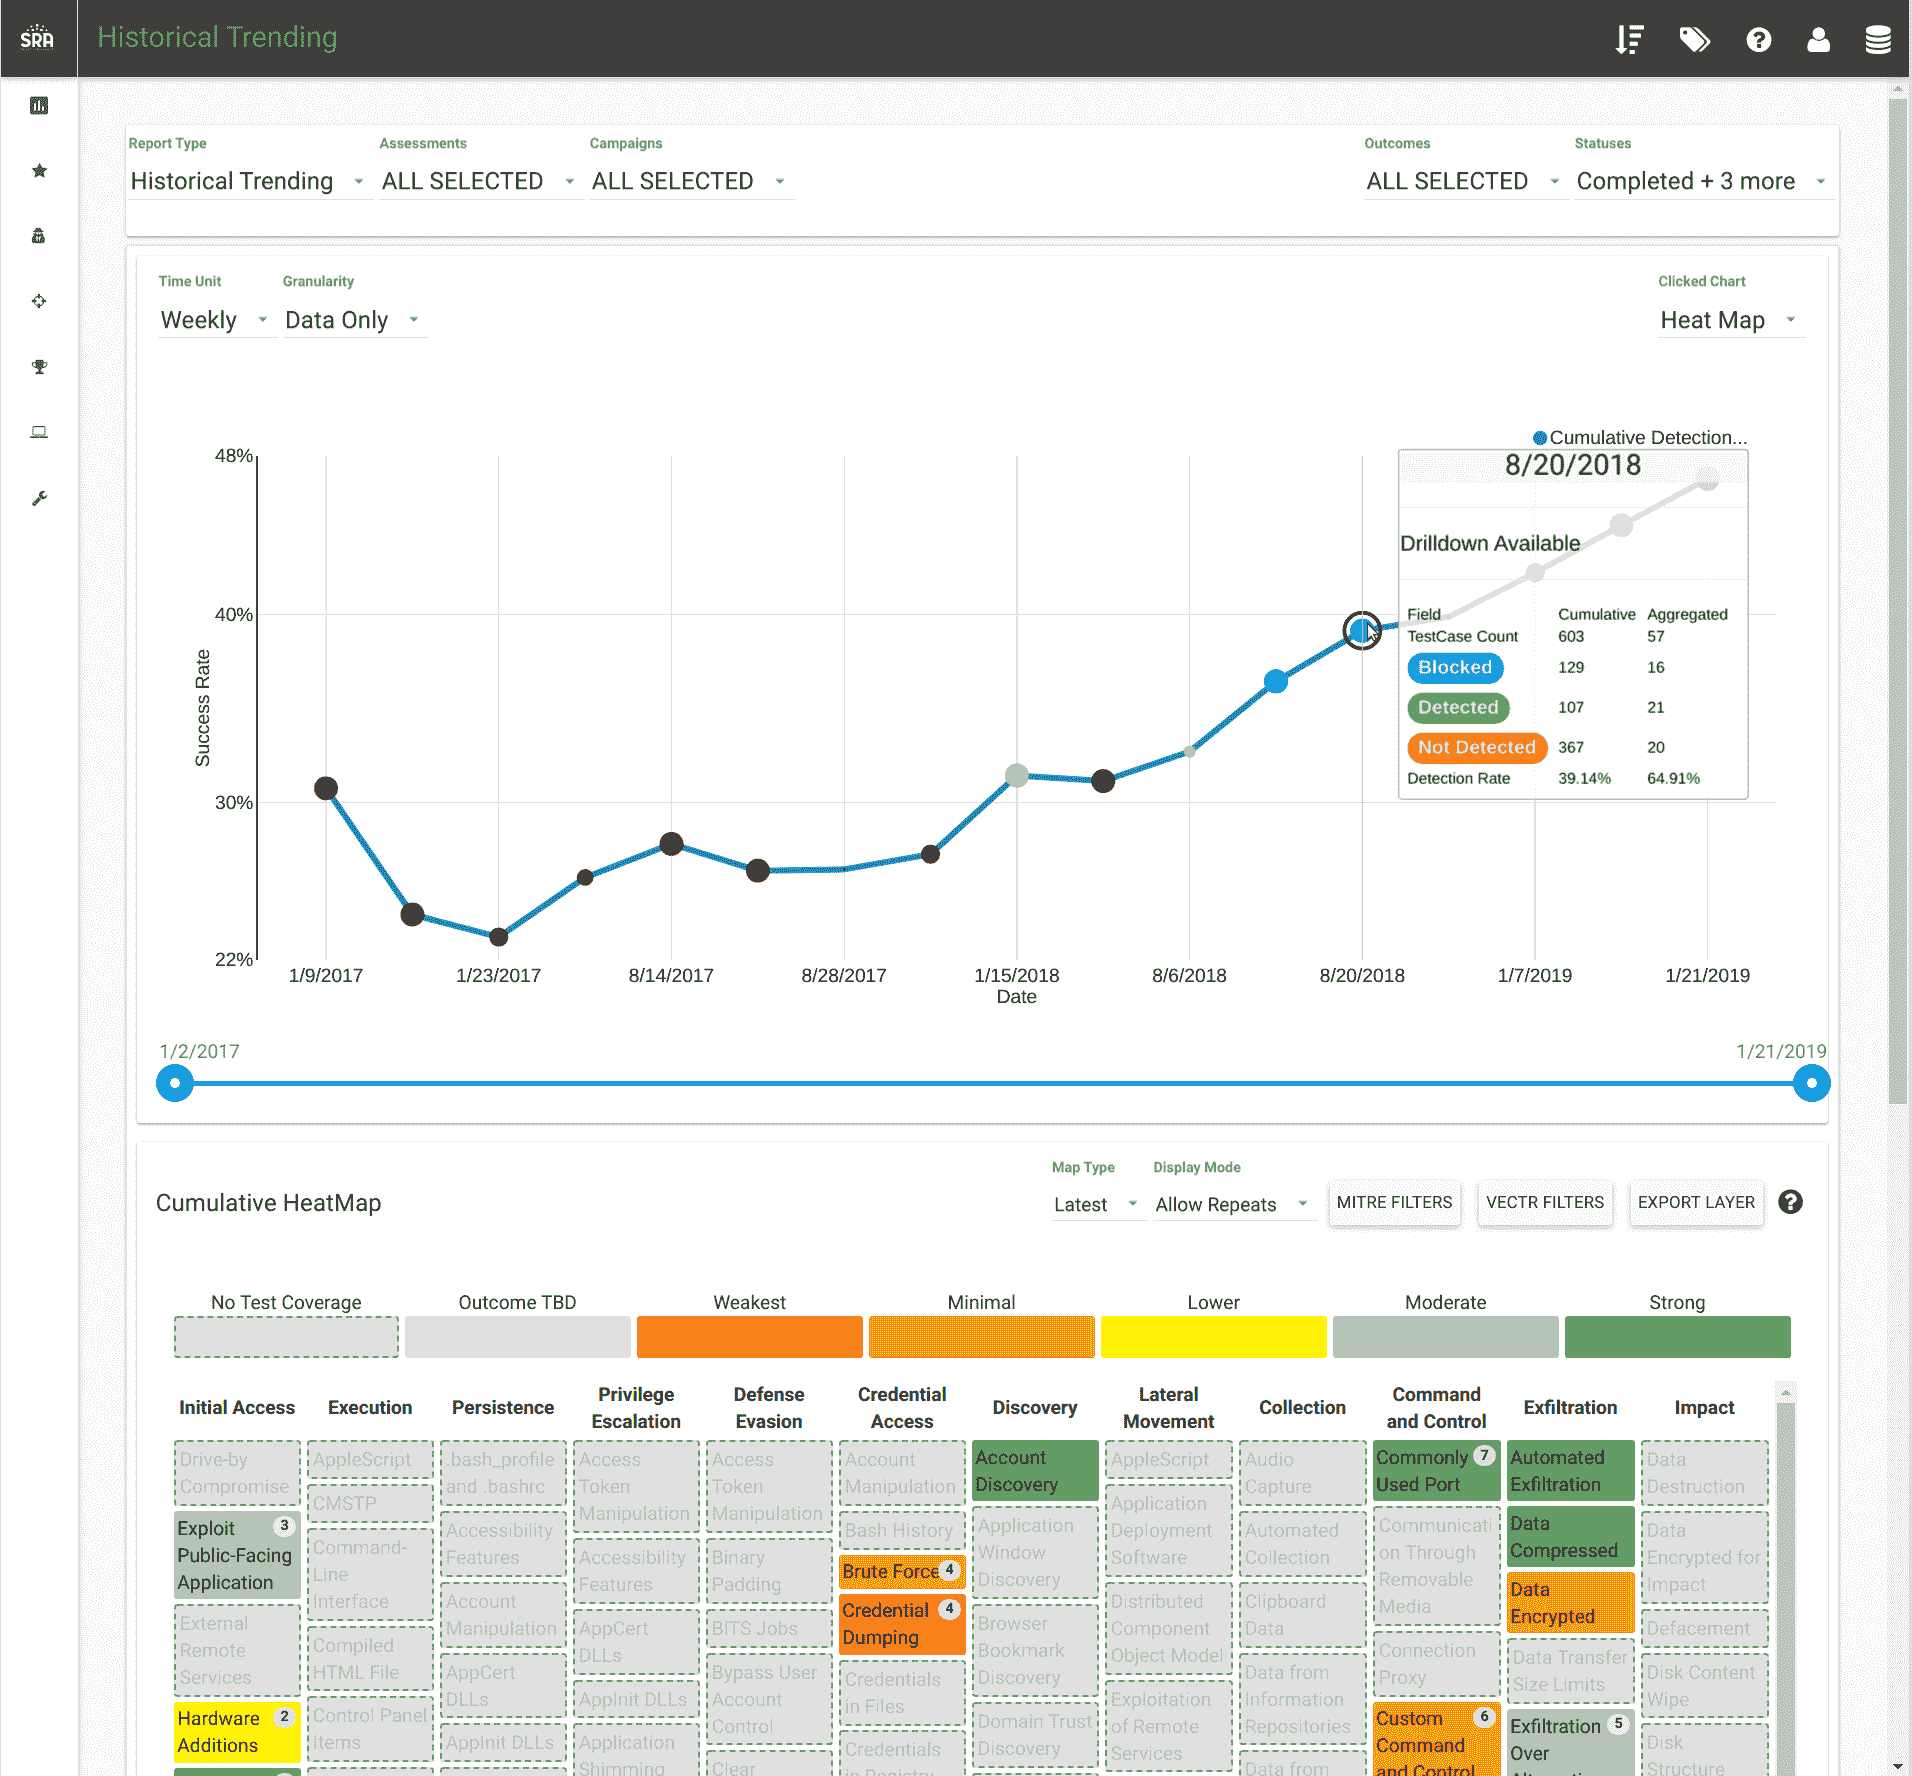 SRA
Historical Trending
Report Type
Historical Trending
Assessments
ALL SELECTED
Campaigns
ALL SELECTED
Outcomes
ALL SELECTED
Statuses
Completed + 3 more
Time Unit
Weekly
Granularity
Data Only
Clicked Chart
Heat Map
Cumulative Detection...
48%
40%
30%
22%
Success Rate
8/20/2018
Drilldown Available
Field Cumulative Aggregated
TestCase Count 603 57
Blocked 129 16
Detected 107 21
Not Detected 367 20
Detection Rate 39.14% 64.91%
1/9/2017 1/23/2017 8/14/2017 8/28/2017 1/15/2018 8/6/2018 8/20/2018 1/7/2019 1/21/2019
Date
1/2/2017
1/21/2019
Cumulative HeatMap
Map Type
Latest
Display Mode
Allow Repeats
MITRE FILTERS
VECTR FILTERS
EXPORT LAYER
No Test Coverage
Outcome TBD
Weakest
Minimal
Lower
Moderate
Strong
Initial Access
Drive-by
Compromise
Exploit 3
Public-Facing
Application
External
Remote
Services
Hardware 2
Additions
Execution
AppleScript
CMSTP
Command-
Line
Interface
Compiled
HTML File
Control Panel
Items
Persistence
.bash_profile
and .bashrc
Accessibility
Features
Account
Manipulation
AppCert
DLLs
AppInit DLLs
Privilege
Escalation
Access
Token
Manipulation
Accessibility
Features
AppCert
DLLs
AppInit DLLs
Application
Shimming
Defense
Evasion
Access
Token
Manipulation
Binary
Padding
BITS Jobs
Bypass User
Account
Control
Clear
Credential
Access
Account
Manipulation
Bash History
Brute Force 4
Credential 4
Dumping
Credentials
in Files
Credentials
in Registry
Discovery
Account
Discovery
Application
Window
Discovery
Browser
Bookmark
Discovery
Domain Trust
Discovery
Lateral
Movement
AppleScript
Application
Deployment
Software
Distributed
Component
Object Model
Exploitation
of Remote
Services
Collection
Audio
Capture
Automated
Collection
Clipboard
Data
Data from
Information
Repositories
Data from
Command
and Control
Commonly 7
Used Port
Communicati
on Through
Removable
Media
Connection
Proxy
Custom 6
Command
and Control
Exfiltration
Automated
Exfiltration
Data
Compressed
Data
Encrypted
Data Transfer
Size Limits
Exfiltration 5
Over
Impact
Data
Destruction
Data
Encrypted for
Impact
Defacement
Disk Content
Wipe
Disk
Structure